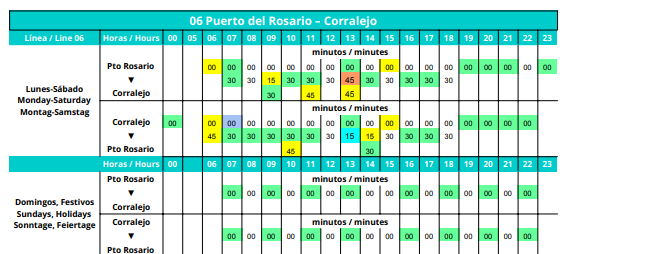 06 Puerto del Rosario – Corralejo
Línea / Line 06 Horas / Hours 00 05 06 07 08 09 10 11 12 13 14 15 16 17 18 19 20 21 22 23
minutos / minutes
Pto Rosario 00 00 00 00 00 00 00 00 00 00 00 00 00 00 00 00 00 00
▼ 30 30 15 30 30 30 45 30 30 30 30 30
Corralejo 30 45 45
Lunes-Sábado
Monday-Saturday
Montag-Samstag
minutos / minutes
Corralejo 00 00 00 00 00 00 00 00 00 00 00 00 00 00 00 00 00 00
▼ 45 30 30 30 30 30 30 15 15 30 30 30 30
Pto Rosario 45 30
Horas / Hours 00 06 07 08 09 10 11 12 13 14 15 16 17 18 19 20 21 22 23
minutos / minutes
Pto Rosario
▼ 00 00 00 00 00 00 00 00 00 00 00 00 00 00 00 00
Corralejo
Domingos, Festivos
Sundays, Holidays
Sonntage, Feiertage
minutos / minutes
Corralejo
▼ 00 00 00 00 00 00 00 00 00 00 00 00 00 00 00 00
Pto Rosario